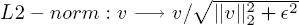 L2 - norm : v ⟶ v/√||v||₂² + ϵ²